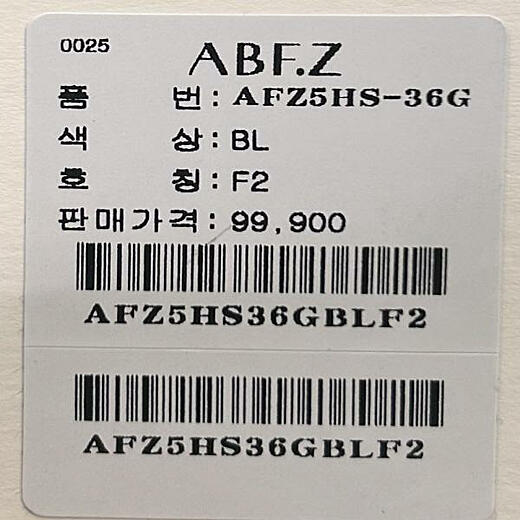 0025
ABF.Z
품 번 : AFZ5HS-36G
색 상 : BL
호 칭 : F2
판매가격 : 99,900
AFZ5HS36GBLF2
AFZ5HS36GBLF2